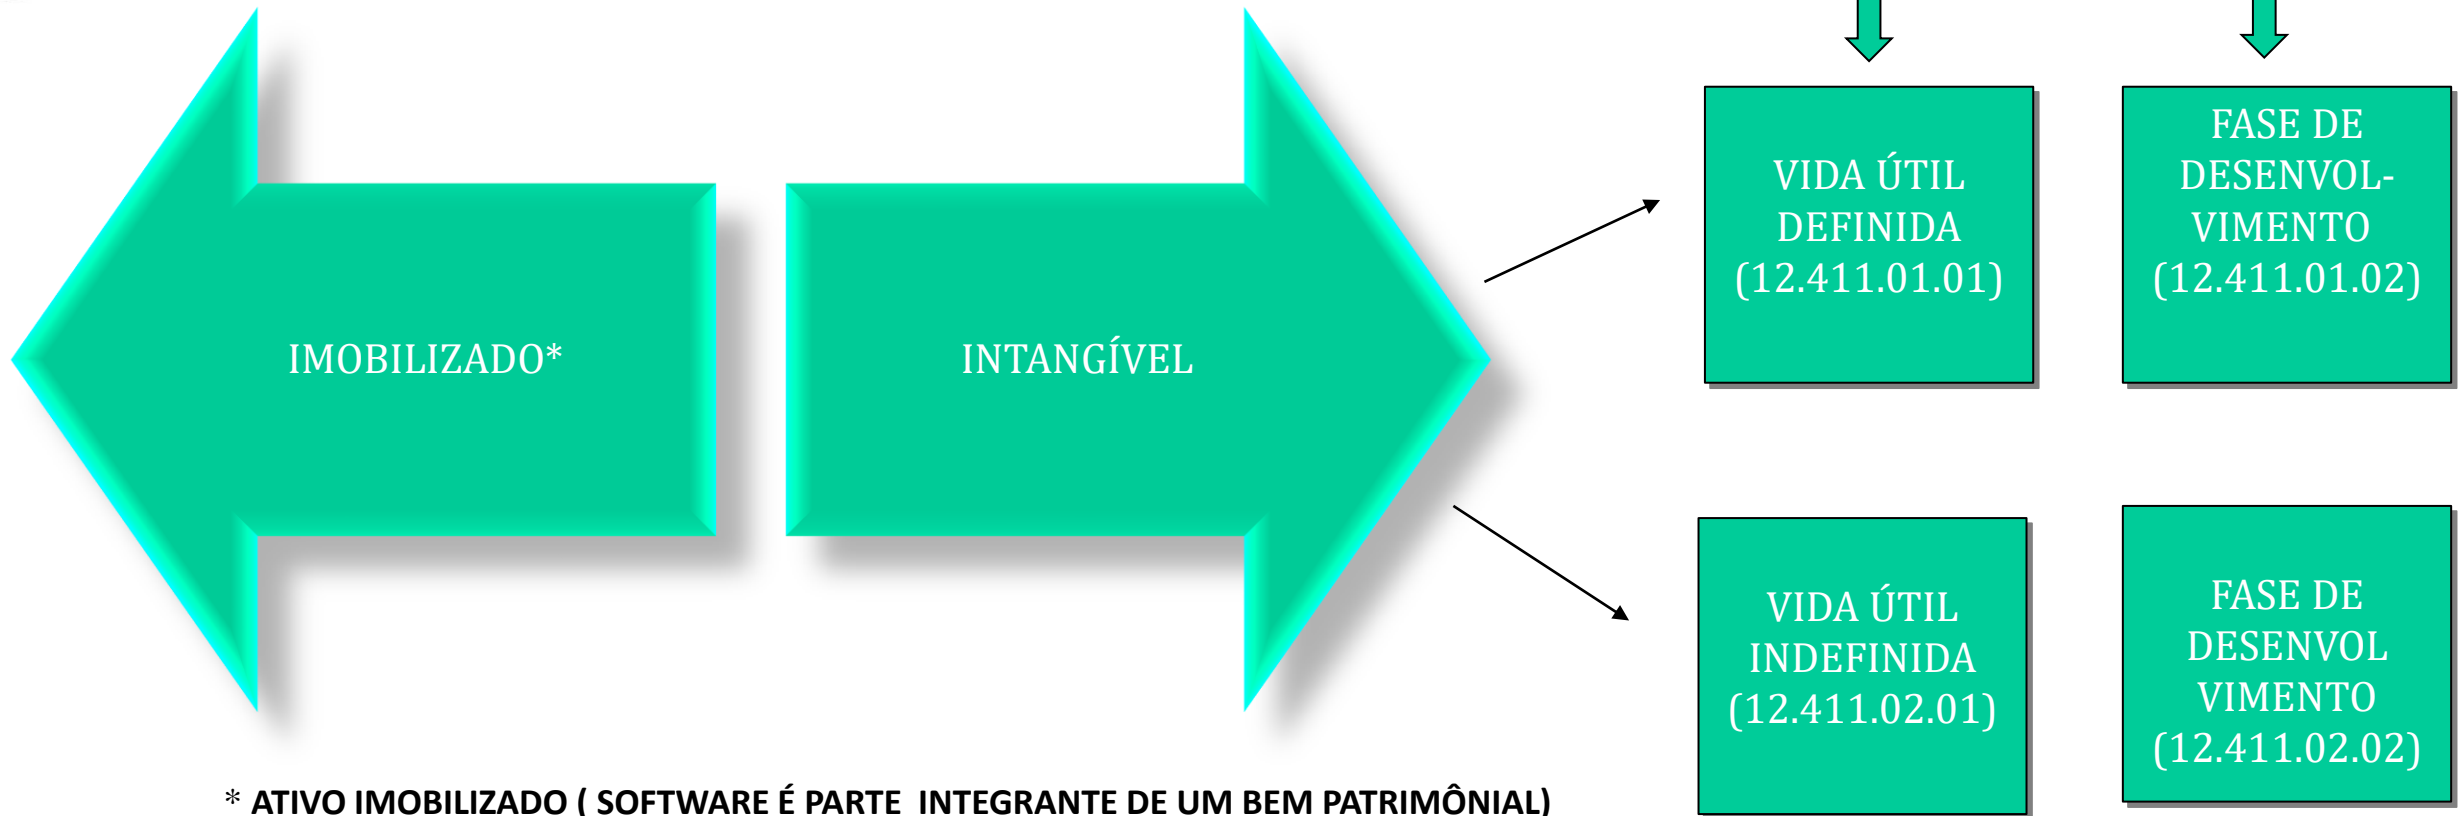 IMOBILIZADO*
INTANGÍVEL
VIDA ÚTIL
DEFINIDA
(12.411.01.01)
FASE DE
DESENVOL-
VIMENTO
(12.411.01.02)
VIDA ÚTIL
INDEFINIDA
(12.411.02.01)
FASE DE
DESENVOL
VIMENTO
(12.411.02.02)
* ATIVO IMOBILIZADO ( SOFTWARE É PARTE INTEGRANTE DE UM BEM PATRIMÔNIAL)